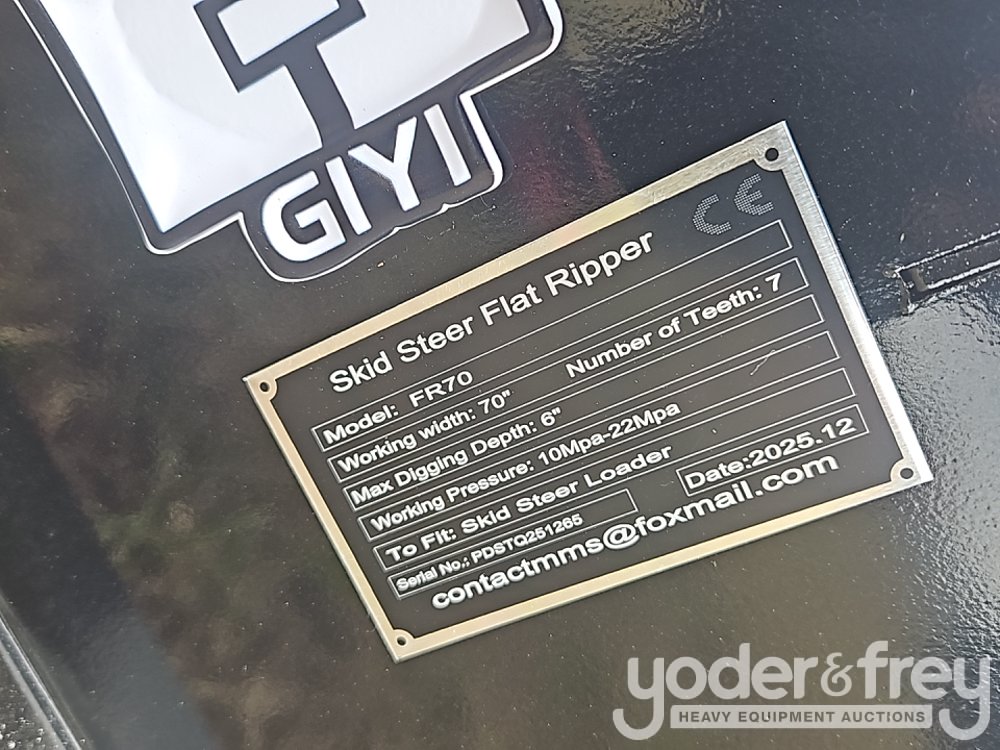 GIYI
CE
Skid Steer Flat Ripper
Model: FR70
Working width: 70" Number of Teeth: 7
Max Digging Depth: 6"
Working Pressure: 10Mpa-22Mpa
To Fit: Skid Steer Loader
Serial No.: PDSTQ251265 Date:2025.12
contactmms@foxmail.com
yoder&frey
HEAVY EQUIPMENT AUCTIONS